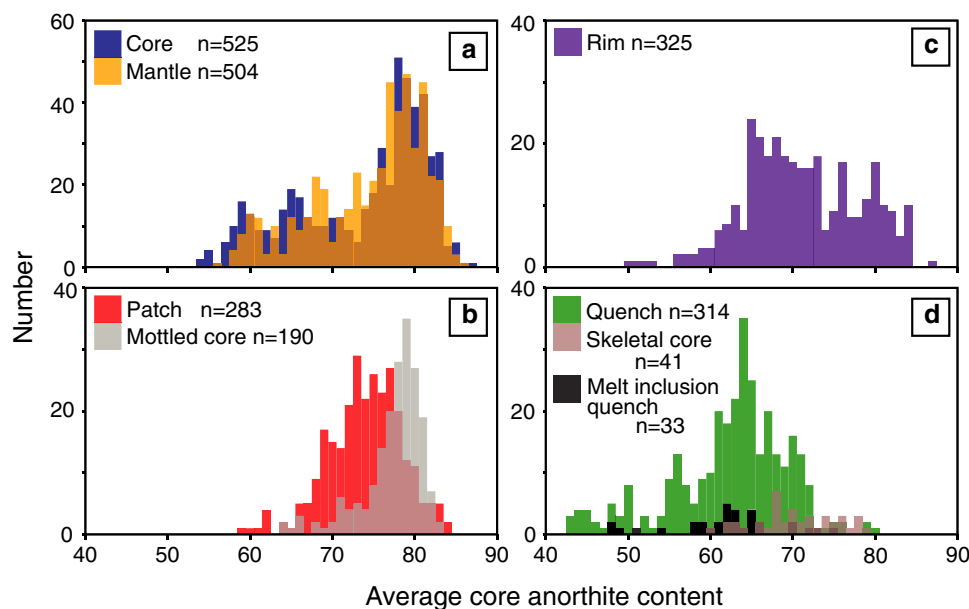 60
40
20
0
Core n=525
Mantle n=504
a
40
20
0
Rim n=325
c
Number
40
20
0
Patch n=283
Mottled core n=190
b
40 50 60 70 80 90
40
20
0
Quench n=314
Skeletal core
n=41
Melt inclusion
quench
n=33
d
40 50 60 70 80 90
Average core anorthite content